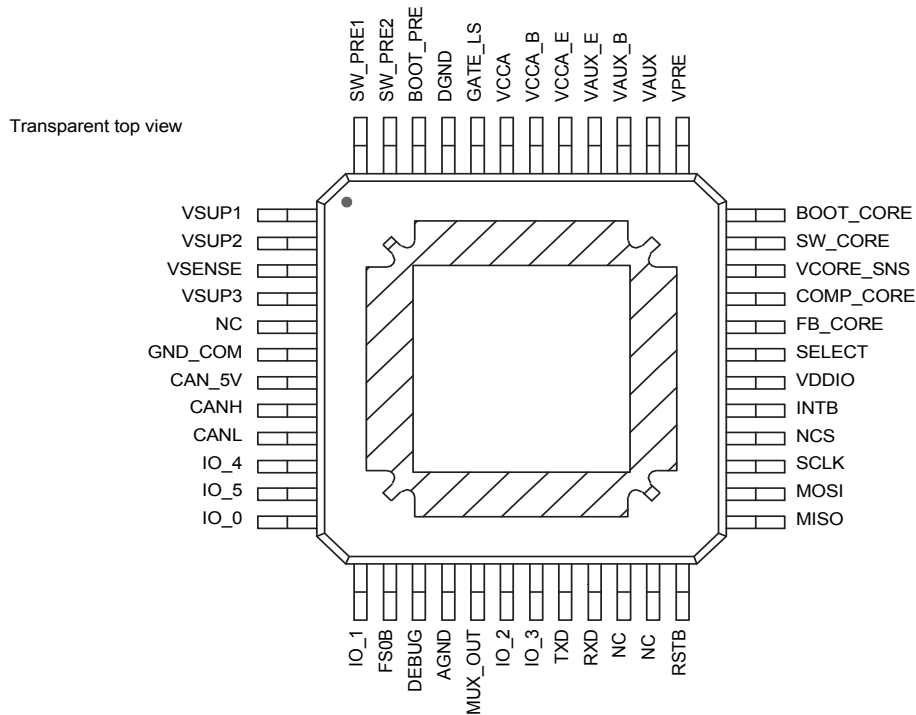 SW_PRE1
SW_PRE2
BOOT_PRE
DGND
GATE_LS
VCCA
VCCA_B
VCCA_E
VAUX_E
VAUX_B
VAUX
VPRE
Transparent top view
VSUP1
VSUP2
VSENSE
VSUP3
NC
GND_COM
CAN_5V
CANH
CANL
IO_4
IO_5
IO_0
BOOT_CORE
SW_CORE
VCORE_SNS
COMP_CORE
FB_CORE
SELECT
VDDIO
INTB
NCS
SCLK
MOSI
MISO
IO_1
FS0B
DEBUG
AGND
MUX_OUT
IO_2
IO_3
TXD
RXD
NC
NC
RSTB